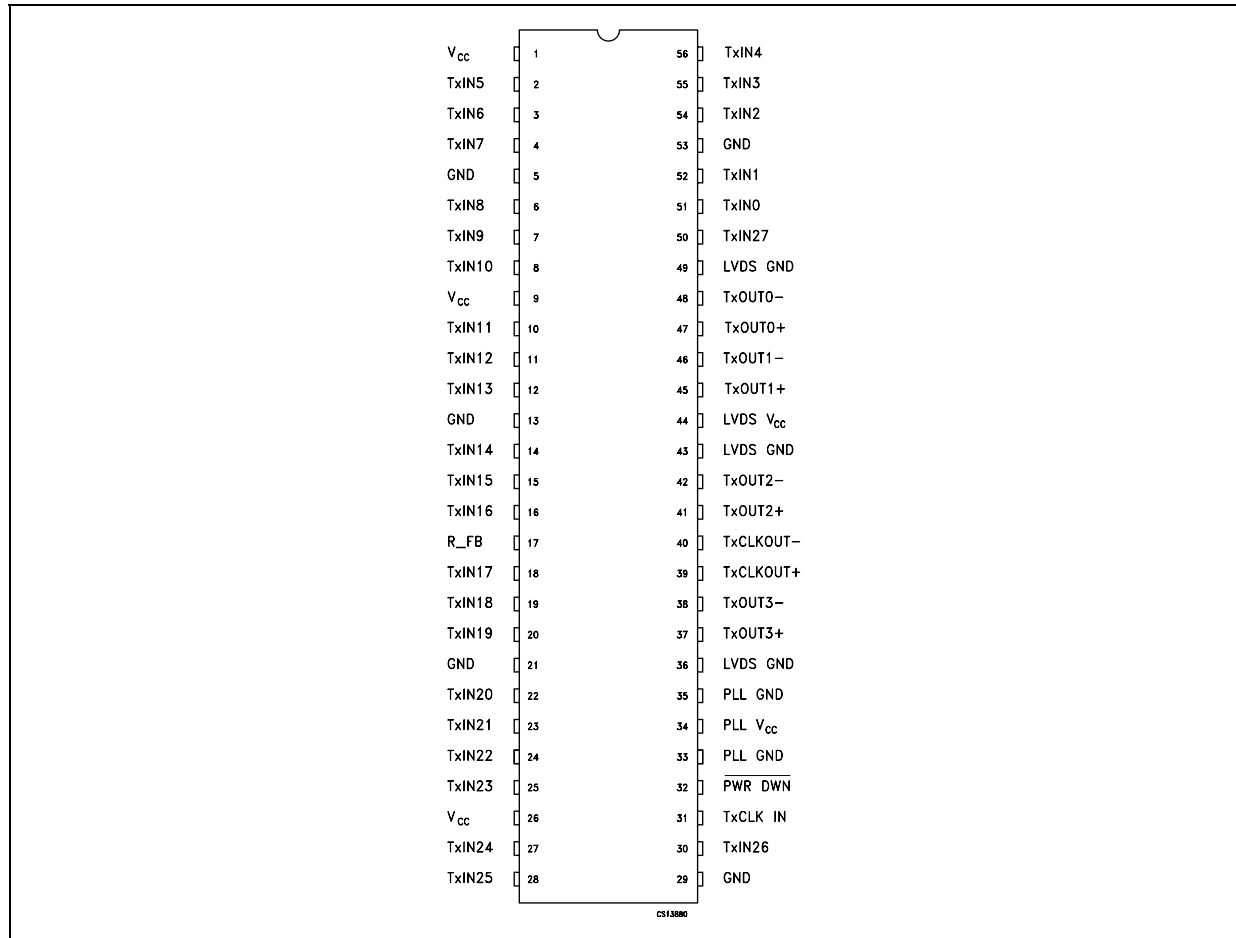 V_CC 1 56 TxIN4
TxIN5 2 55 TxIN3
TxIN6 3 54 TxIN2
TxIN7 4 53 GND
GND 5 52 TxIN1
TxIN8 6 51 TxIN0
TxIN9 7 50 TxIN27
TxIN10 8 49 LVDS GND
V_CC 9 48 TxOUT0−
TxIN11 10 47 TxOUT0+
TxIN12 11 46 TxOUT1−
TxIN13 12 45 TxOUT1+
GND 13 44 LVDS V_CC
TxIN14 14 43 LVDS GND
TxIN15 15 42 TxOUT2−
TxIN16 16 41 TxOUT2+
R_FB 17 40 TxCLKOUT−
TxIN17 18 39 TxCLKOUT+
TxIN18 19 38 TxOUT3−
TxIN19 20 37 TxOUT3+
GND 21 36 LVDS GND
TxIN20 22 35 PLL GND
TxIN21 23 34 PLL V_CC
TxIN22 24 33 PLL GND
TxIN23 25 32 PWR DWN
V_CC 26 31 TxCLK IN
TxIN24 27 30 TxIN26
TxIN25 28 29 GND
CS13880